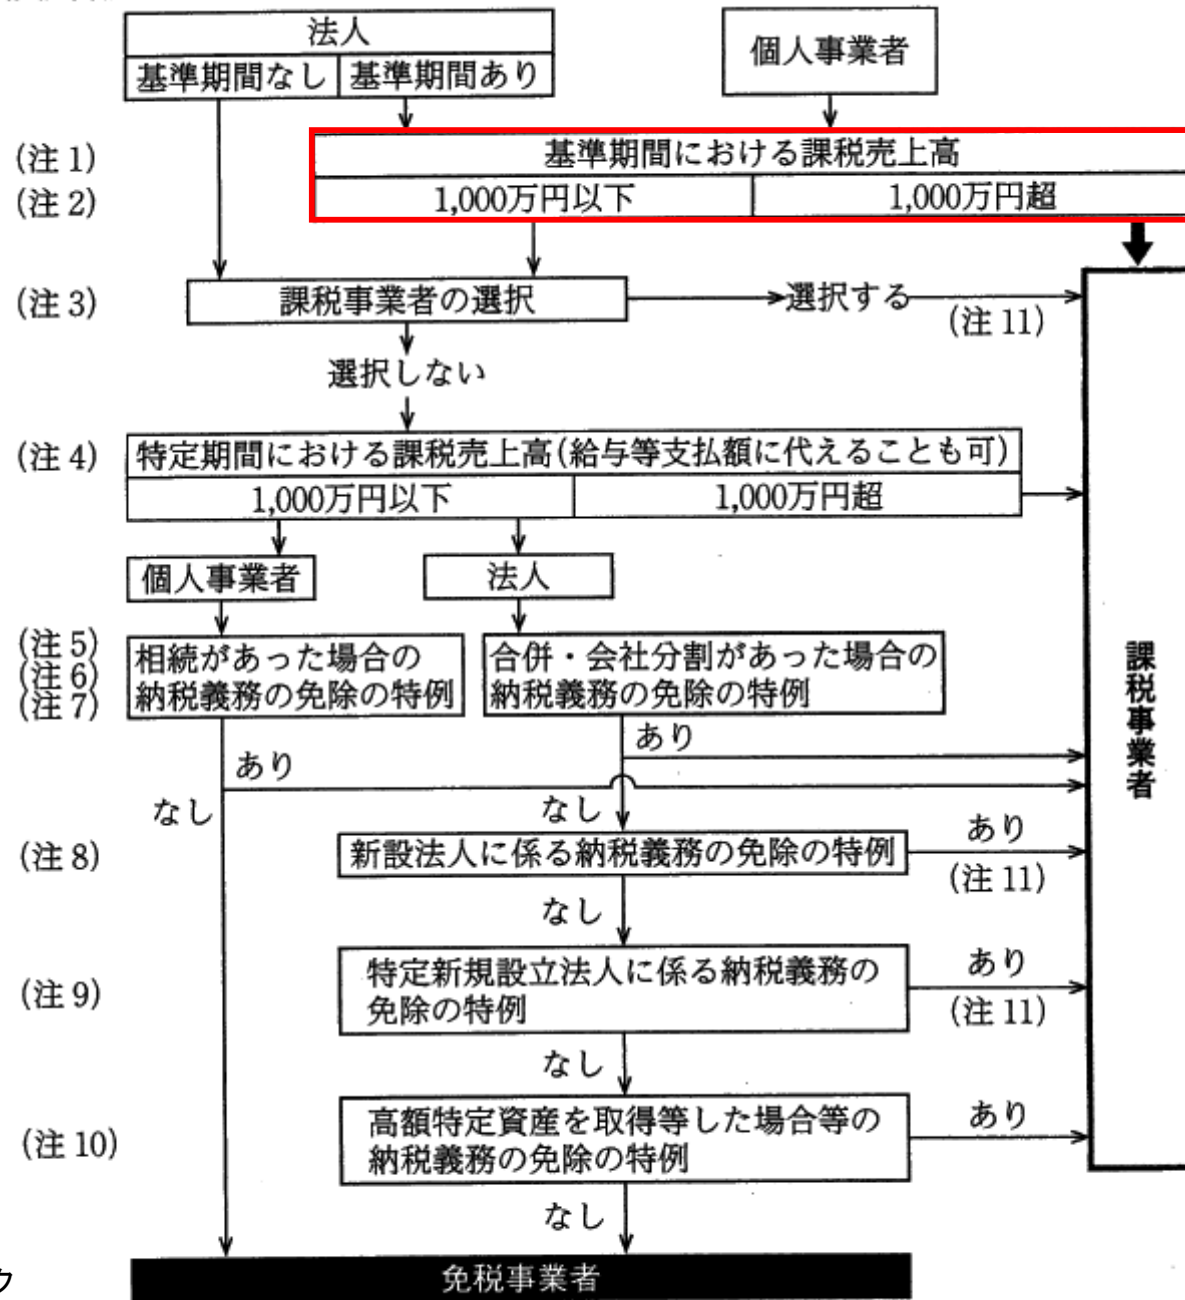 法人
基準期間なし
基準期間あり
個人事業者
(注 1)
基準期間における課税売上高
(注 2)
1,000万円以下
1,000万円超
(注 3)
課税事業者の選択
選択する
(注 11)
選択しない
(注 4)
特定期間における課税売上高(給与等支払額に代えることも可)
1,000万円以下
1,000万円超
個人事業者
法人
(注 5)
(注 6)
(注 7)
相続があった場合の
納税義務の免除の特例
合併・会社分割があった場合の
納税義務の免除の特例
あり
あり
なし
なし
課税事業者
(注 8)
新設法人に係る納税義務の免除の特例
あり
(注 11)
なし
(注 9)
特定新規設立法人に係る納税義務の
免除の特例
あり
(注 11)
なし
(注 10)
高額特定資産を取得等した場合等の
納税義務の免除の特例
あり
なし
免税事業者
ク